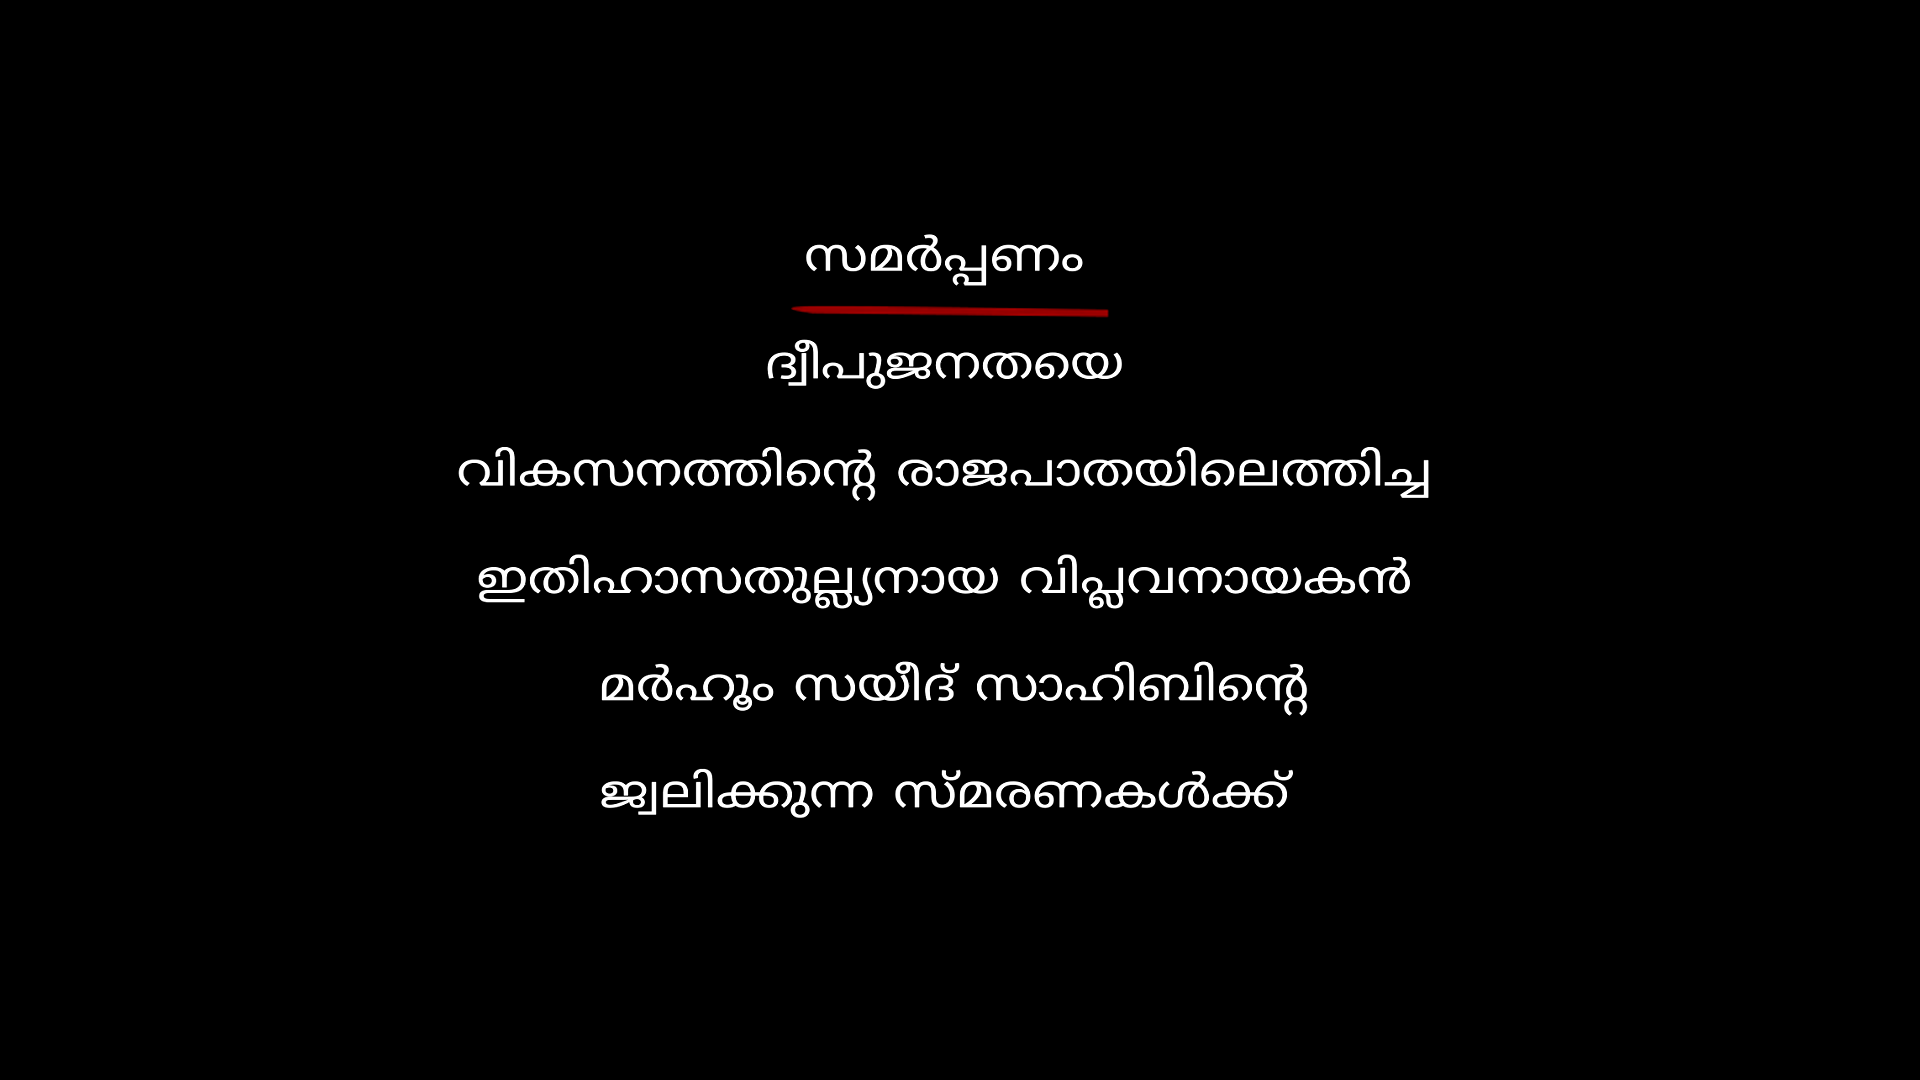 സമർപ്പണം
ദ്വീപുജനതയെ
വികസനത്തിന്റെ രാജപാതയിലെത്തിച്ച
ഇതിഹാസതുല്ല്യനായ വിപ്ലവനായകൻ
മർഹൂം സയീദ് സാഹിബിന്റെ
ജ്വലിക്കുന്ന സ്മരണകൾക്ക്